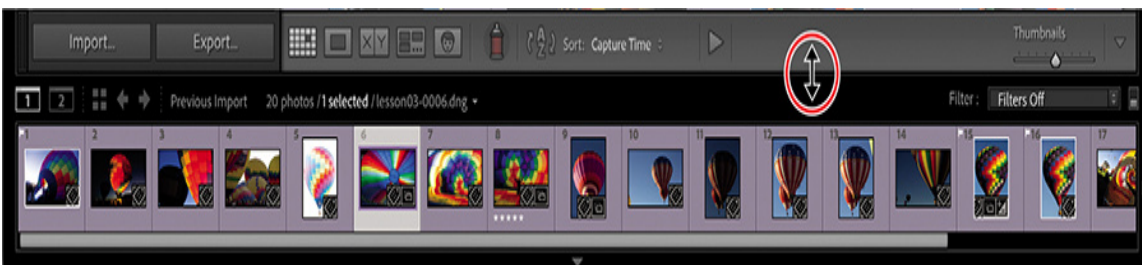 Import... Export... XY Sort: Capture Time Thumbnails
1 2 Previous Import 20 photos / 1 selected / lesson03-0006.dng Filter: Filters Off
1 2 3 4 5 6 7 8 9 10 11 12 13 14 15 16 17